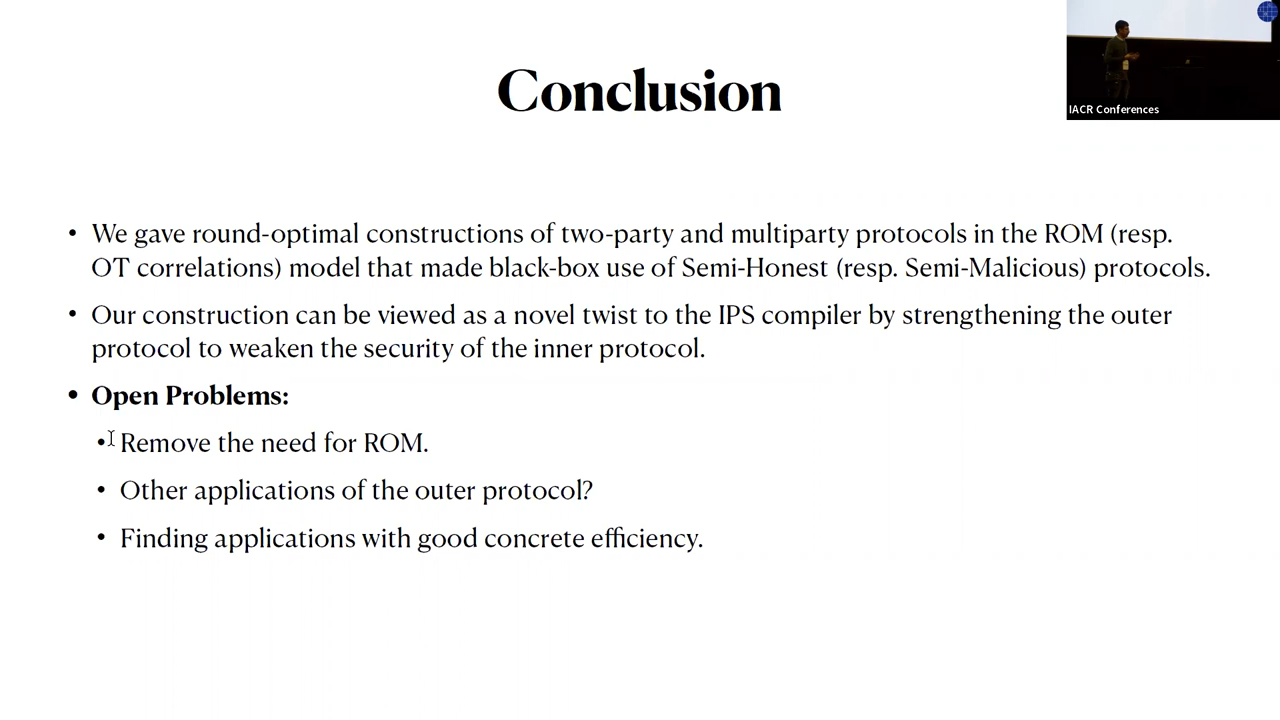 Conclusion
IACR Conferences
• We gave round-optimal constructions of two-party and multiparty protocols in the ROM (resp.
OT correlations) model that made black-box use of Semi-Honest (resp. Semi-Malicious) protocols.
• Our construction can be viewed as a novel twist to the IPS compiler by strengthening the outer
protocol to weaken the security of the inner protocol.
• Open Problems:
• Remove the need for ROM.
• Other applications of the outer protocol?
• Finding applications with good concrete efficiency.